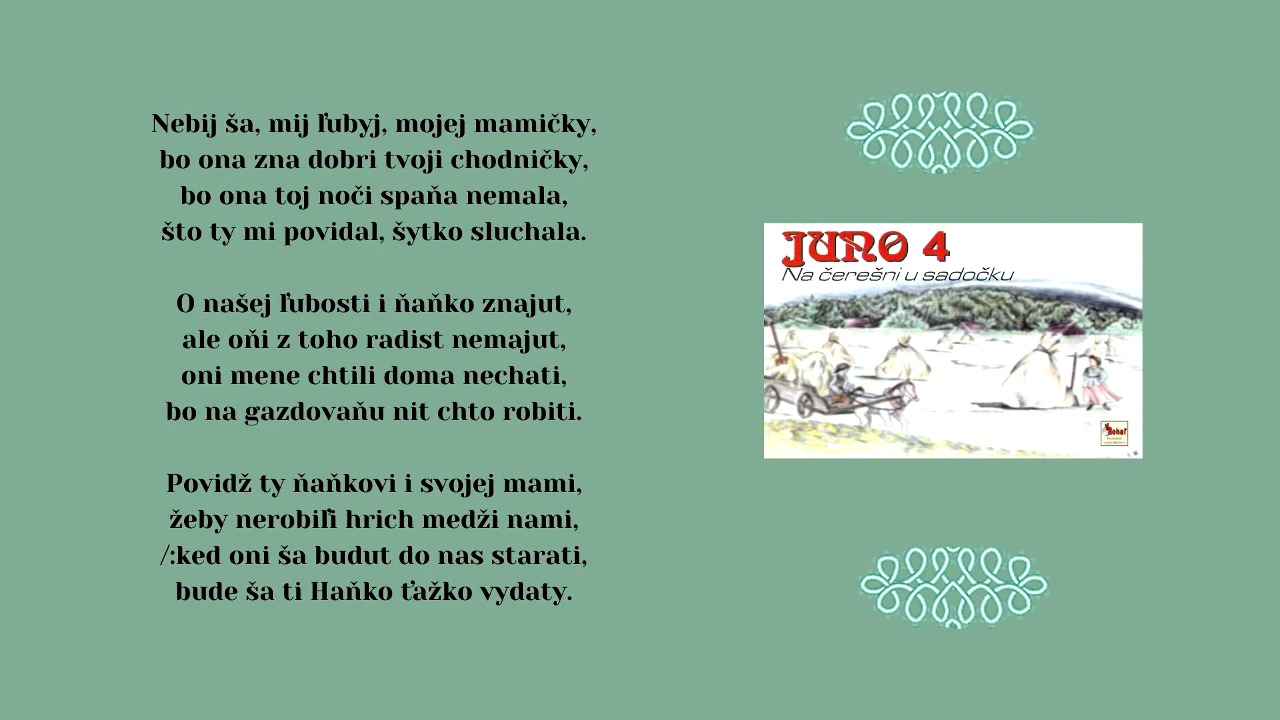 Nebij ša, mij ľubyj, mojej mamičky,
bo ona zna dobri tvoji chodničky,
bo ona toj noči spaňa nemala,
što ty mi povidal, šytko sluchala.
O našej ľubosti i ňaňko znajut,
ale oňi z toho radist nemajut,
oni mene chtili doma nechati,
bo na gazdovaňu nit chto robiti.
Povidž ty ňaňkovi i svojej mami,
žeby nerobiľi hrich medži nami,
/:ked oni ša budut do nas starati,
bude ša ti Haňko ťažko vydaty.
JUNO 4
Na čerešni u sadočku